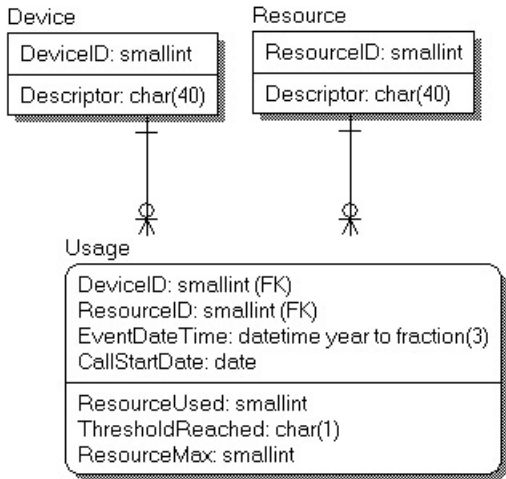 Device
DeviceID: smallint
Descriptor: char(40)
Resource
ResourceID: smallint
Descriptor: char(40)
Usage
DeviceID: smallint (FK)
ResourceID: smallint (FK)
EventDateTime: datetime year to fraction(3)
CallStartDate: date
ResourceUsed: smallint
ThresholdReached: char(1)
ResourceMax: smallint